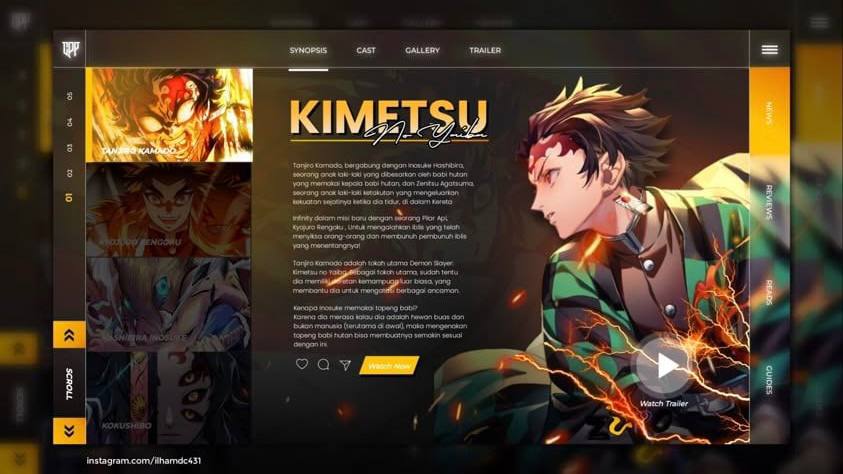 SYNOPSIS
CAST
GALLERY
TRAILER
05
04
03
02
01
SCROLL
TANJIRO KAMADO
KYOJURO RENGOKU
HASHIBIRA INOSUKE
KOKUSHIBO
KIMETSU
No Yaiba
Tanjiro Kamado, bergabung dengan Inosuke Hashibira,
seorang anak laki-laki yang dibesarkan oleh babi hutan
yang memakai kepala babi hutan, dan Zenitsu Agatsuma,
seorang anak laki-laki ketakutan yang mengeluarkan
kekuatan sejatinya ketika dia tidur, di dalam Kereta
Infinity dalam misi baru dengan seorang Pilar Api,
Kyojuro Rengoku , Untuk mengalahkan iblis yang telah
menyiksa orang-orang dan membunuh pembunuh iblis
yang menentangnya!
Tanjiro Kamado adalah tokoh utama Demon Slayer:
Kimetsu no Yaiba. Sebagai tokoh utama, sudah tentu
dia memiliki deretan kemampuan luar biasa, yang
membantu dia untuk mengatasi berbagai ancaman.
Kenapa Inosuke memakai topeng babi?
Karena dia merasa kalau dia adalah hewan buas dan
bukan manusia (terutama di awal), maka mengenakan
topeng babi hutan bisa membuatnya semakin sesuai
dengan ini.
Watch Now
Watch Trailer
NEWS
REVIEWS
READS
GUIDES
instagram.com/ilhamdc431